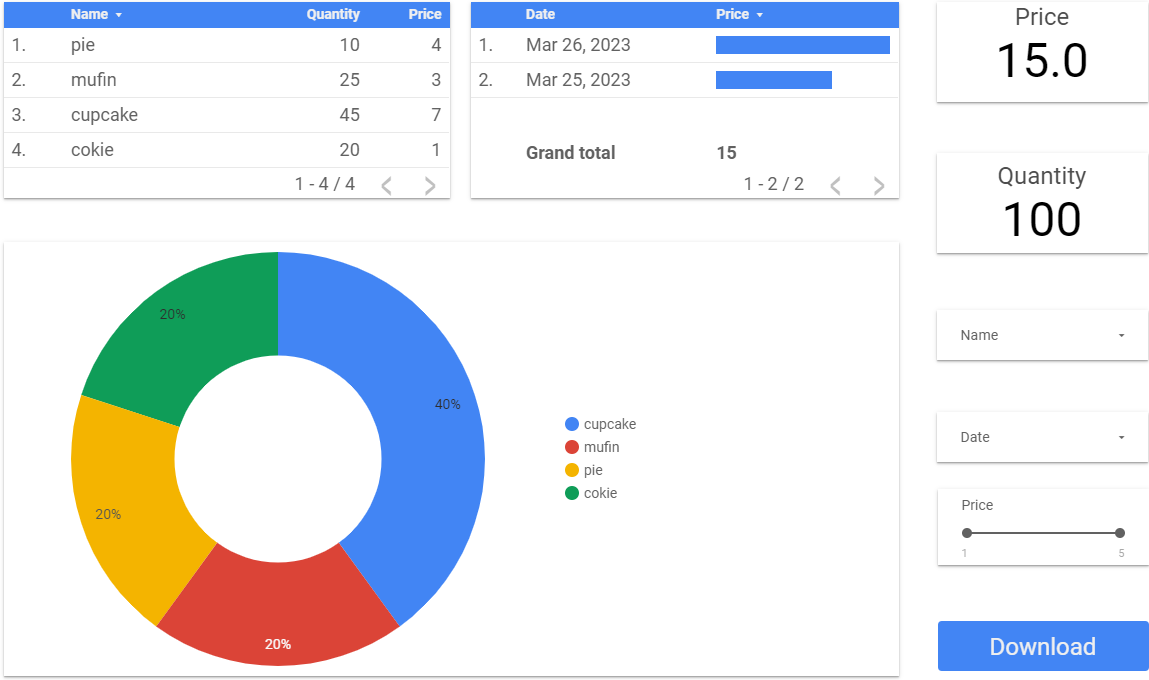 Name Quantity Price
1. pie 10 4
2. mufin 25 3
3. cupcake 45 7
4. cokie 20 1
1 - 4 / 4
Date Price
1. Mar 26, 2023
2. Mar 25, 2023
Grand total 15
1 - 2 / 2
Price
15.0
Quantity
100
20%
40%
20%
20%
cupcake
mufin
pie
cokie
Name
Date
Price
1 5
Download